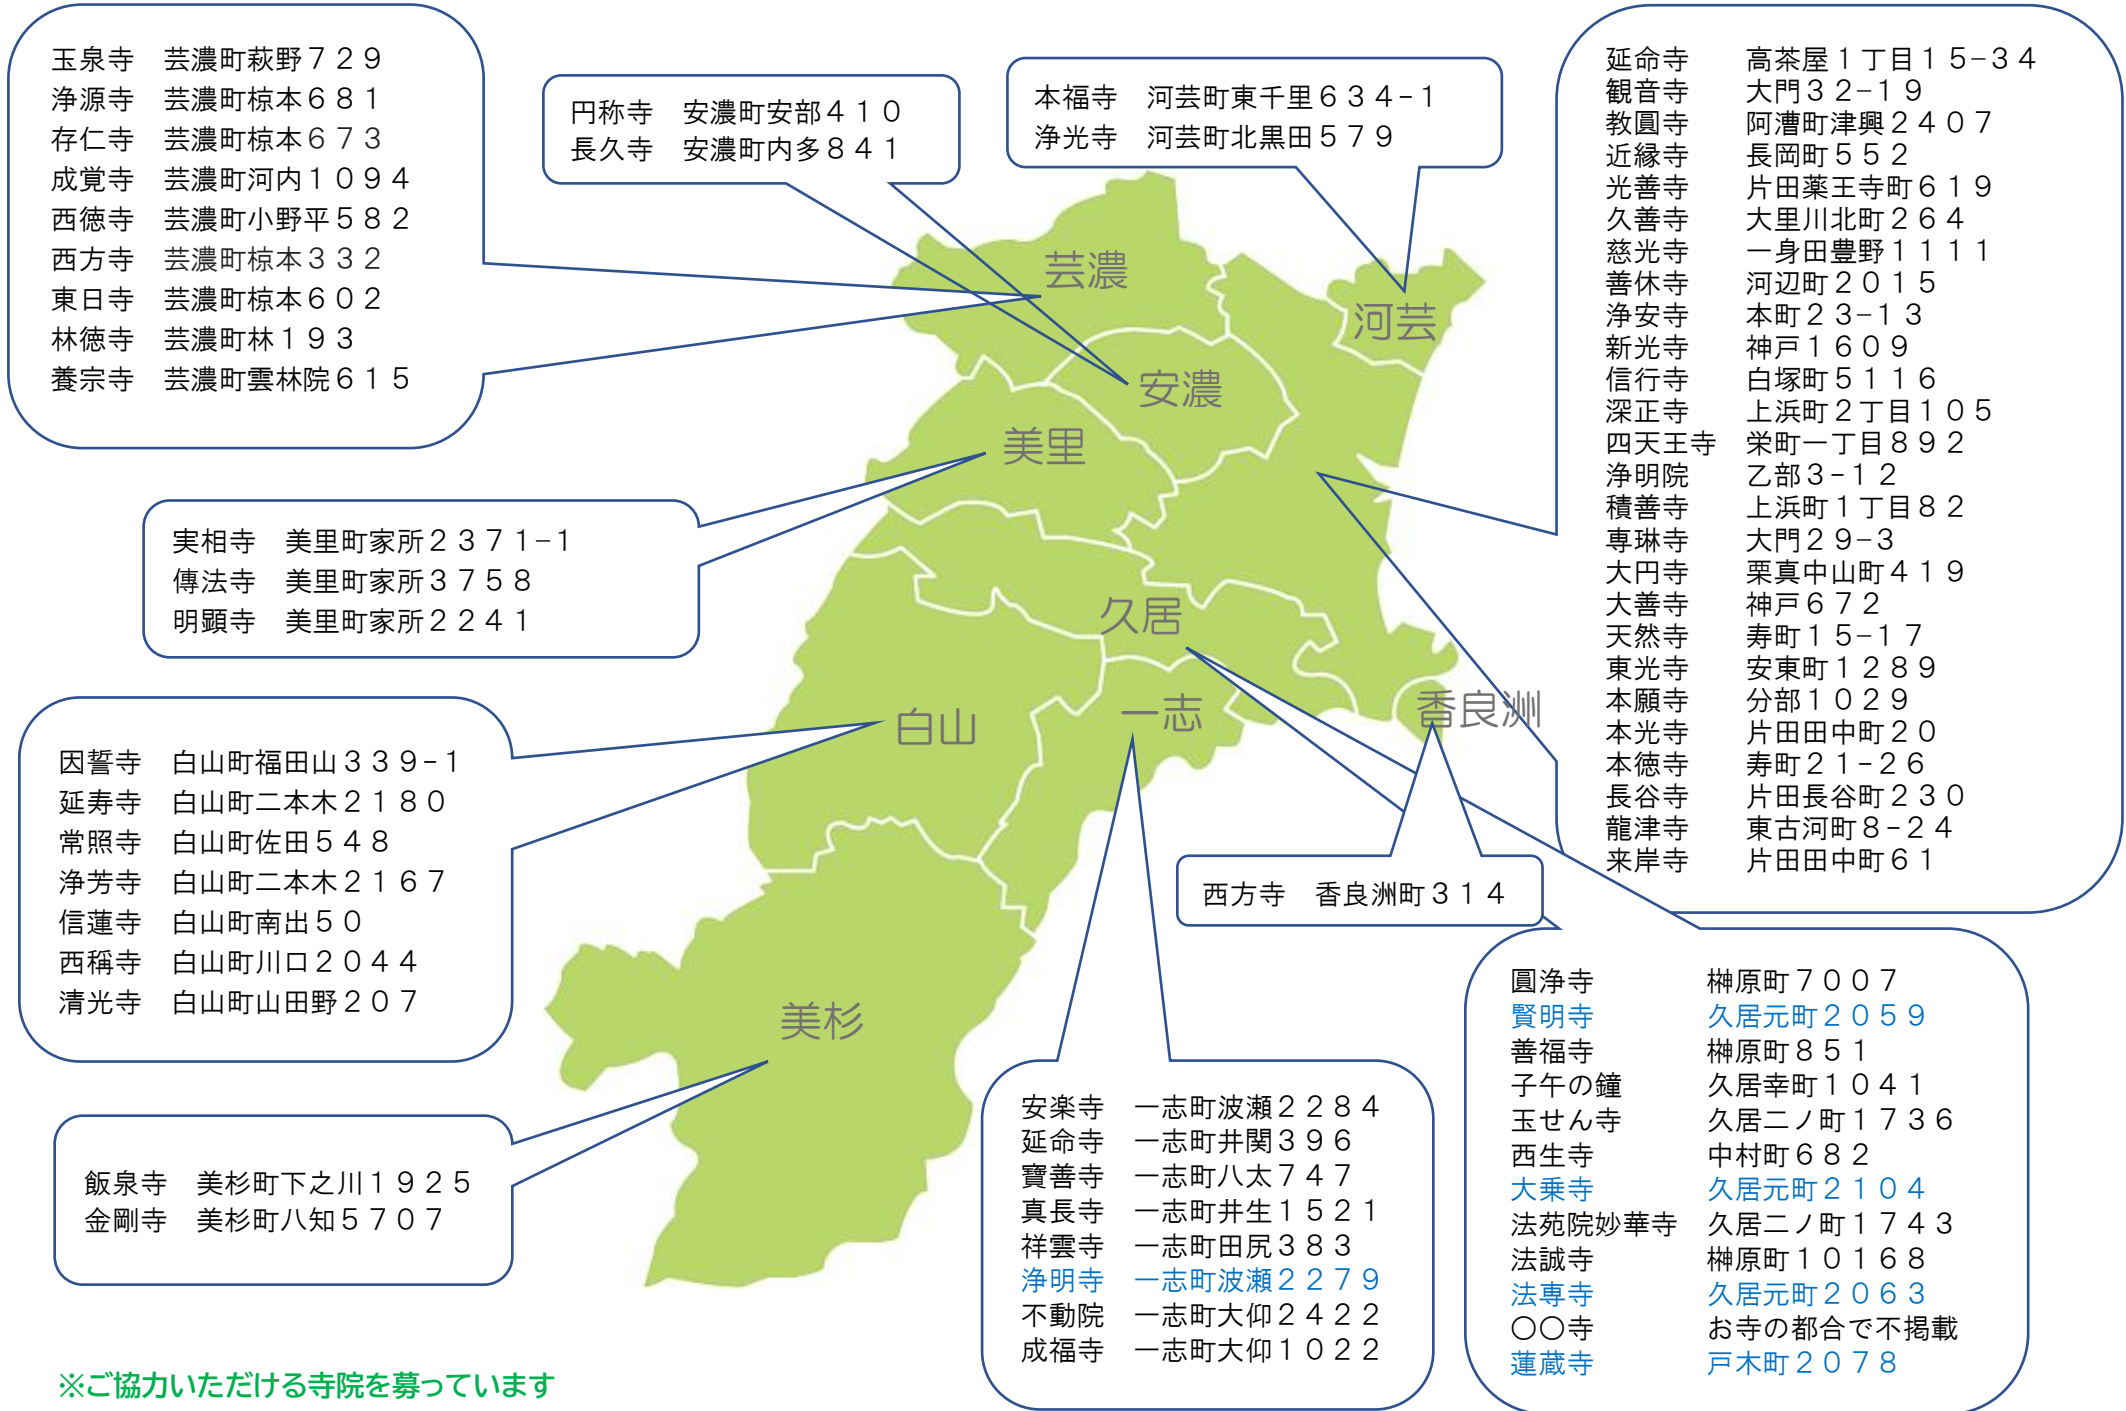 玉泉寺　芸濃町萩野７２９
浄源寺　芸濃町椋本６８１
存仁寺　芸濃町椋本６７３
成覚寺　芸濃町河内１０９４
西徳寺　芸濃町小野平５８２
西方寺　芸濃町椋本３３２
東日寺　芸濃町椋本６０２
林徳寺　芸濃町林１９３
養宗寺　芸濃町雲林院６１５
円称寺　安濃町安部４１０
長久寺　安濃町内多８４１
本福寺　河芸町東千里６３４−１
浄光寺　河芸町北黒田５７９
延命寺　高茶屋１丁目１５−３４
観音寺　大門３２−１９
教圓寺　阿漕町津興２４０７
近縁寺　長岡町５５２
光善寺　片田薬王寺町６１９
久善寺　大里川北町２６４
慈光寺　一身田豊野１１１１
善休寺　河辺町２０１５
浄安寺　本町２３−１３
新光寺　神戸１６０９
信行寺　白塚町５１１６
深正寺　上浜町２丁目１０５
四天王寺　栄町一丁目８９２
浄明院　乙部３−１２
積善寺　上浜町１丁目８２
専琳寺　大門２９−３
大円寺　栗真中山町４１９
大善寺　神戸６７２
天然寺　寿町１５−１７
東光寺　安東町１２８９
本願寺　分部１０２９
本光寺　片田田中町２０
本徳寺　寿町２１−２６
長谷寺　片田長谷町２３０
龍津寺　東古河町８−２４
来岸寺　片田田中町６１
芸濃
河芸
安濃
美里
久居
白山
一志
香良洲
美杉
実相寺　美里町家所２３７１−１
傳法寺　美里町家所３７５８
明顕寺　美里町家所２２４１
因誓寺　白山町福田山３３９−１
延寿寺　白山町二本木２１８０
常照寺　白山町佐田５４８
浄芳寺　白山町二本木２１６７
信蓮寺　白山町南出５０
西稱寺　白山町川口２０４４
清光寺　白山町山田野２０７
西方寺　香良洲町３１４
飯泉寺　美杉町下之川１９２５
金剛寺　美杉町八知５７０７
安楽寺　一志町波瀬２２８４
延命寺　一志町井関３９６
寶善寺　一志町八太７４７
真長寺　一志町井生１５２１
祥雲寺　一志町田尻３８３
浄明寺　一志町波瀬２２７９
不動院　一志町大仰２４２２
成福寺　一志町大仰１０２２
圓浄寺　榊原町７００７
賢明寺　久居元町２０５９
善福寺　榊原町８５１
子午の鐘　久居幸町１０４１
玉せん寺　久居二ノ町１７３６
西生寺　中村町６８２
大乗寺　久居元町２１０４
法苑院妙華寺　久居二ノ町１７４３
法誠寺　榊原町１０１６８
法専寺　久居元町２０６３
〇〇寺　お寺の都合で不掲載
蓮蔵寺　戸木町２０７８
※ご協力いただける寺院を募っています